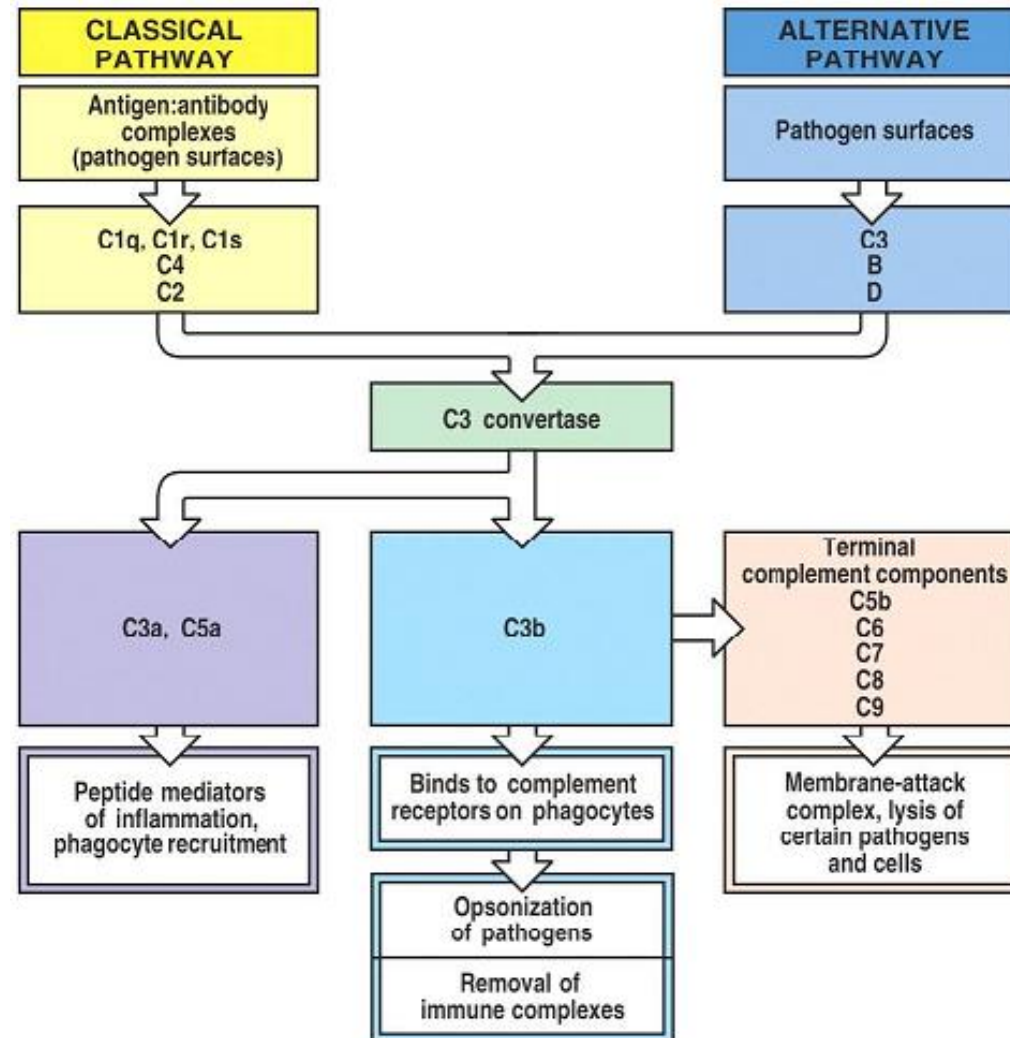 CLASSICAL
PATHWAY
ALTERNATIVE
PATHWAY
Antigen:antibody
complexes
(pathogen surfaces)
Pathogen surfaces
C1q, C1r, C1s
C4
C2
C3
B
D
C3 convertase
C3a, C5a
C3b
Terminal
complement components
C5b
C6
C7
C8
C9
Peptide mediators
of inflammation,
phagocyte recruitment
Binds to complement
receptors on phagocytes
Membrane-attack
complex, lysis of
certain pathogens
and cells
Opsonization
of pathogens
Removal of
immune complexes